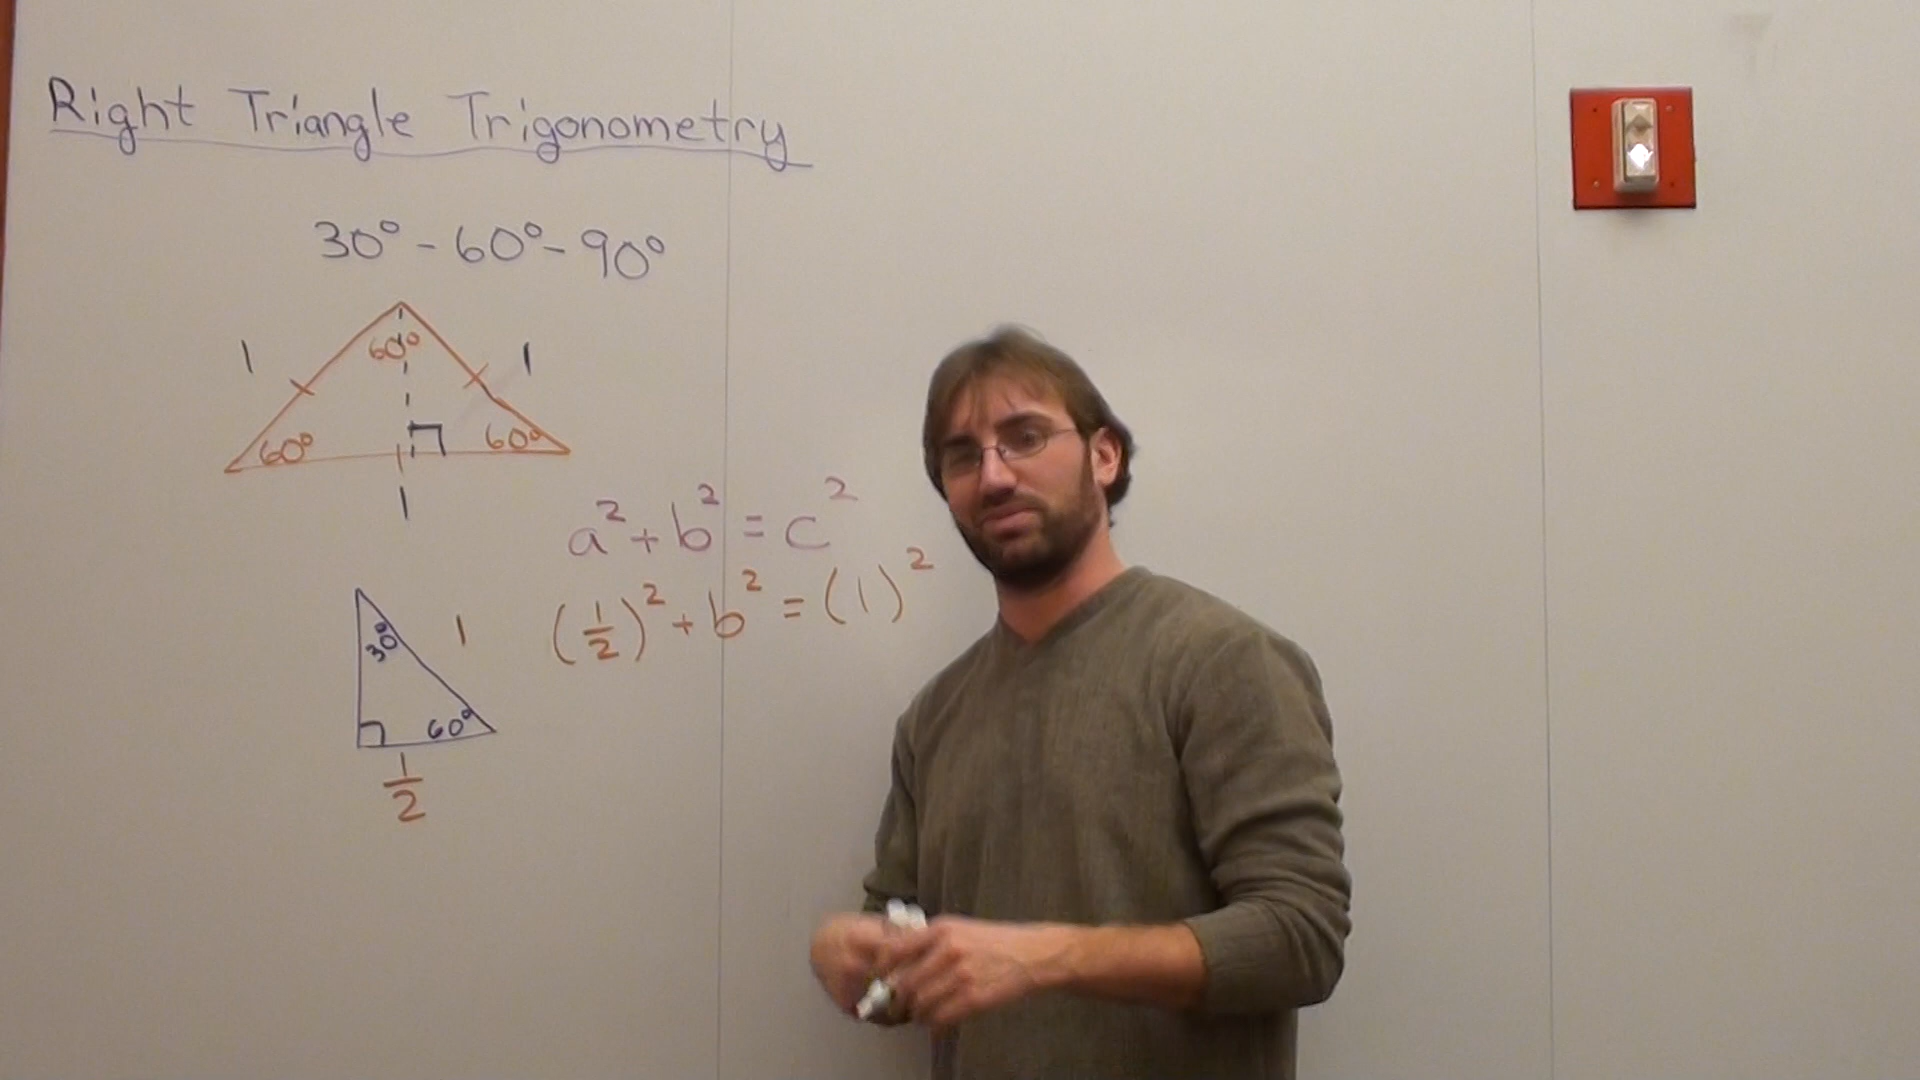 Right Triangle Trigonometry
30° - 60° - 90°
1
60°
1
60°
60°
1
a² + b² = c²
(1/2)² + b² = (1)²
30°
1
60°
1/2